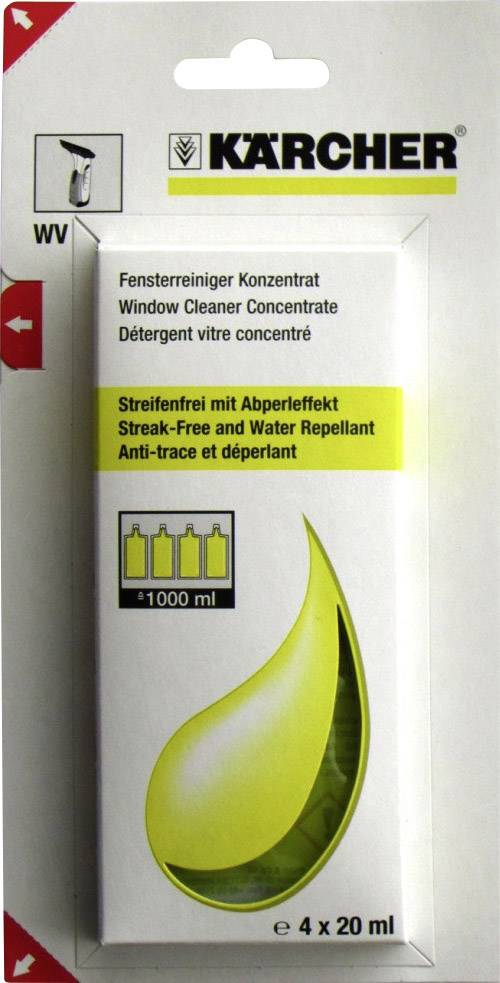 KÄRCHER®
WV
Fensterreiniger Konzentrat
Window Cleaner Concentrate
Détergent vitre concentré
Streifenfrei mit Abperleffekt
Streak-Free and Water Repellant
Anti-trace et déperlant
≙1000 ml
℮ 4 x 20 ml